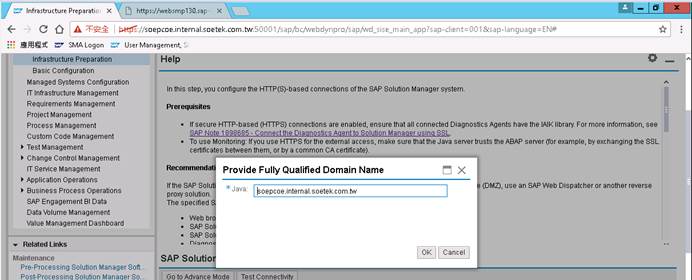 Infrastructure Preparation
https://websmp130.sap-
不安全
https://soepcoe.internal.soetek.com.tw:50001/sap/bc/webdynpro/sap/wd_sise_main_app?sap-client=001&sap-language=EN#
應用程式
SMA Logon
User Management, S
Infrastructure Preparation
Basic Configuration
Managed Systems Configuration
IT Infrastructure Management
Requirements Management
Project Management
Process Management
Custom Code Management
Test Management
Change Control Management
IT Service Management
Application Operations
Business Process Operations
SAP Engagement BI Data
Data Volume Management
Value Management Dashboard
Related Links
Maintenance
Pre-Processing Solution Manager Soft...
Post-Processing Solution Manager So...
Help
In this step, you configure the HTTP(S)-based connections of the SAP Solution Manager system.
Prerequisites
If secure HTTP-based (HTTPS) connections are enabled, ensure that all connected Diagnostics Agents have the IAIK library. For more information, see
SAP Note 1898685 - Connect the Diagnostics Agent to Solution Manager using SSL.
To use Monitoring: If you use HTTPS for the external access, make sure that the Java server trusts the ABAP server (for example, by exchanging the SSL
certificates between them, or by a common CA certificate).
Recommendat
If the SAP Solut
(DMZ), use an SAP Web Dispatcher or another reverse
proxy solution.
The specified S
Web brow
SAP Solu
SAP Solu
Diagnos
Provide Fully Qualified Domain Name
* Java:
soepcoe.internal.soetek.com.tw
OK
Cancel
SAP Solution
Go to Advance Mode
Test Connectivity